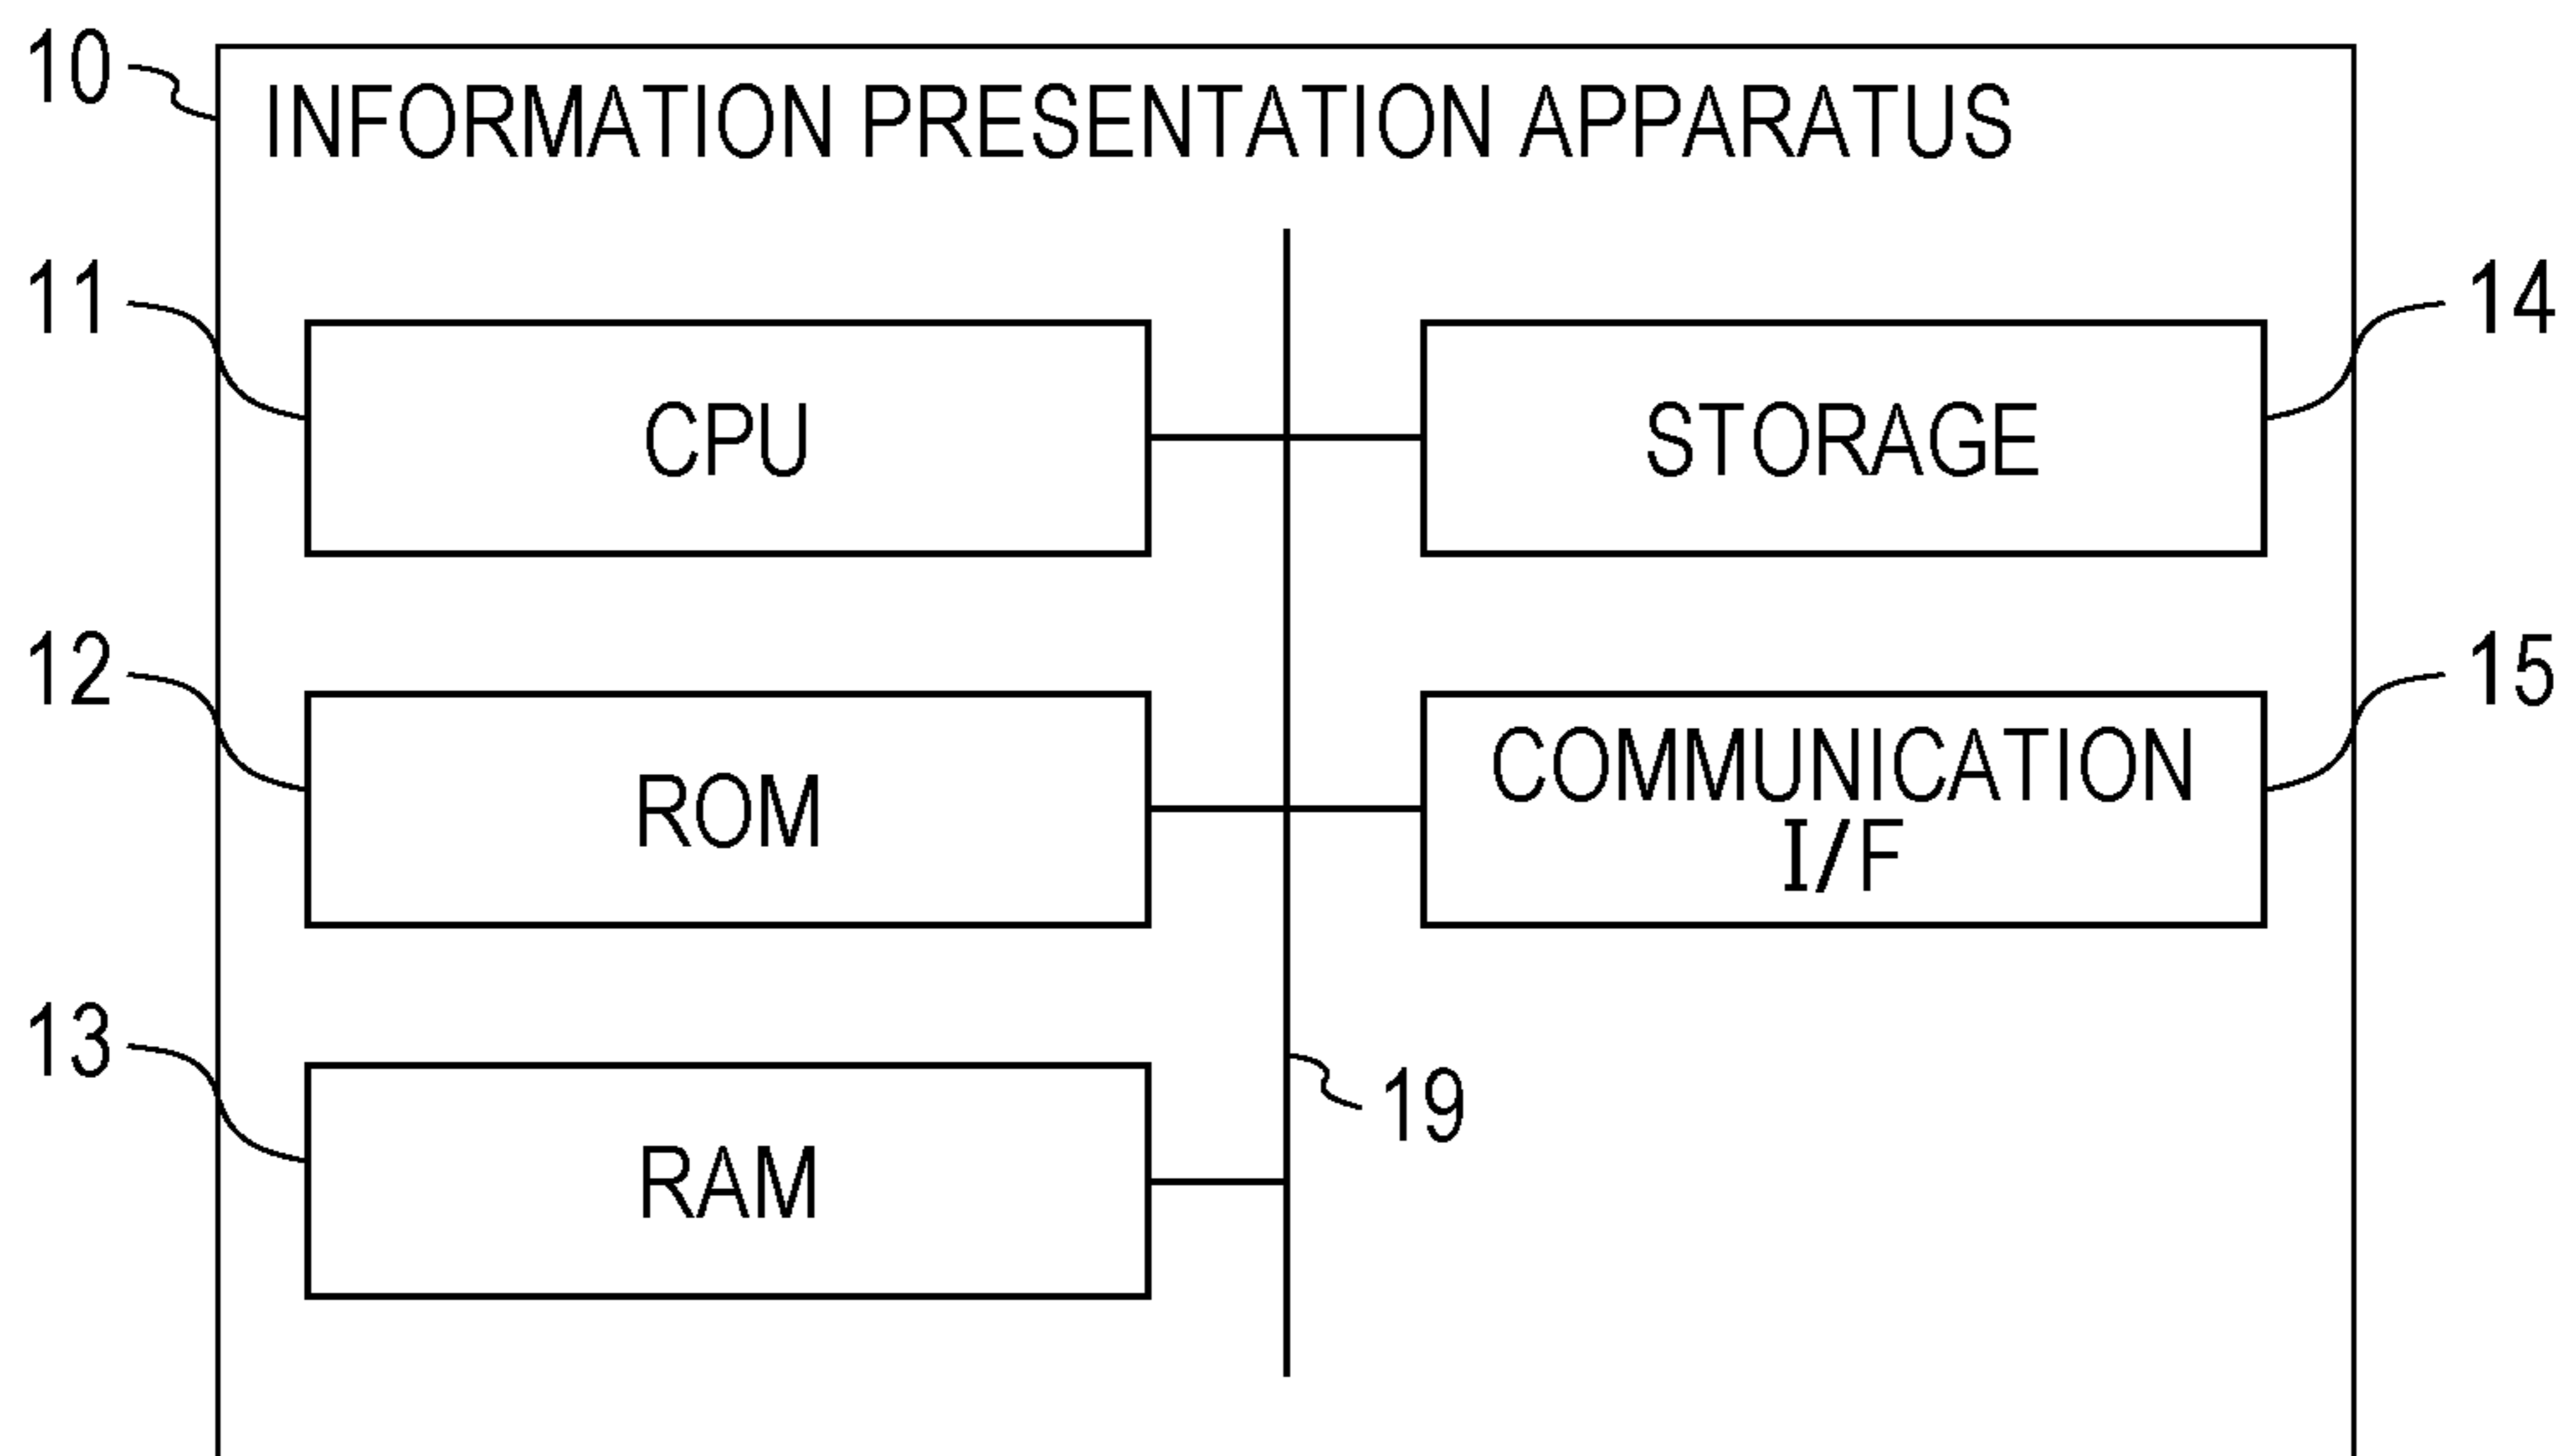 10
INFORMATION PRESENTATION APPARATUS
11
CPU
STORAGE
14
12
ROM
COMMUNICATION
I/F
15
13
RAM
19